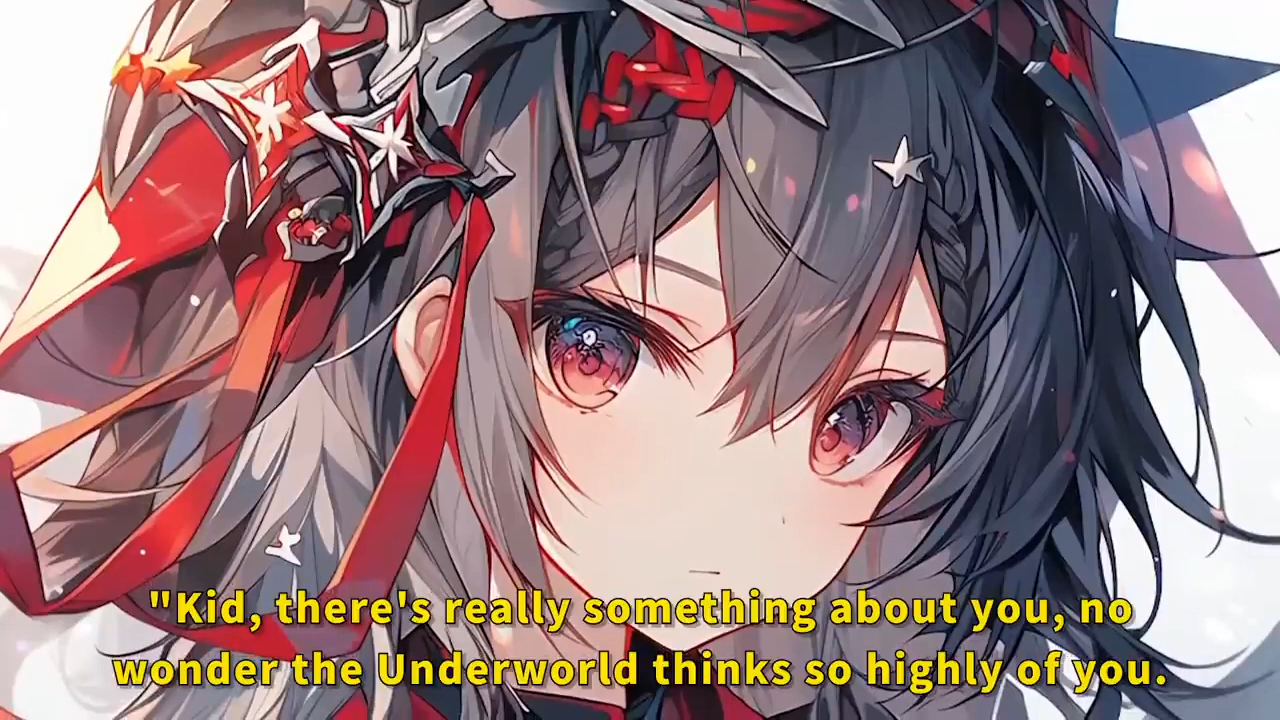 "Kid, there's really something about you, no
wonder the Underworld thinks so highly of you.